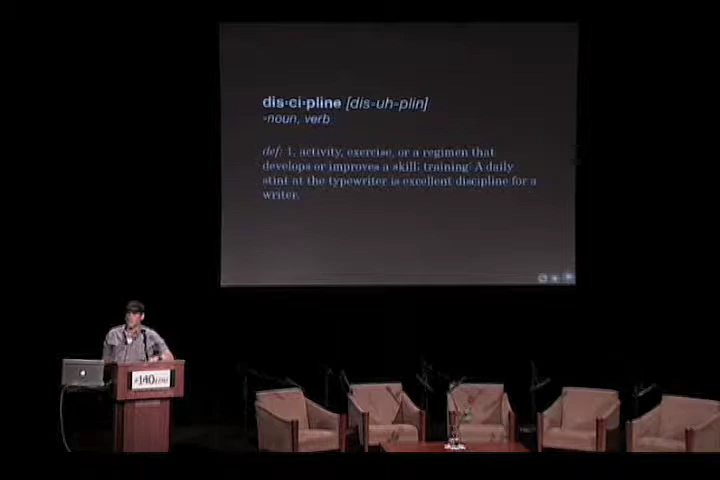 dis·ci·pline [dis-uh-plin]
-noun, verb
def: 1. activity, exercise, or a regimen that
develops or improves a skill; training: A daily
stint at the typewriter is excellent discipline for a
writer.
#140